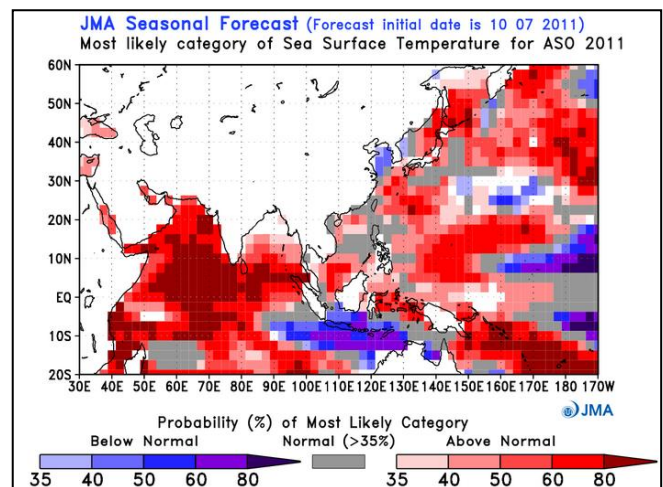 JMA Seasonal Forecast (Forecast initial date is 10 07 2011)
Most likely category of Sea Surface Temperature for ASO 2011
60N
50N
40N
30N
20N
10N
EQ
10S
20S
30E 40E 50E 60E 70E 80E 90E 100E 110E 120E 130E 140E 150E 160E 170E 180 170W
JMA
Probability (%) of Most Likely Category
Below Normal Normal (>35%) Above Normal
35 40 50 60 80 35 40 50 60 80